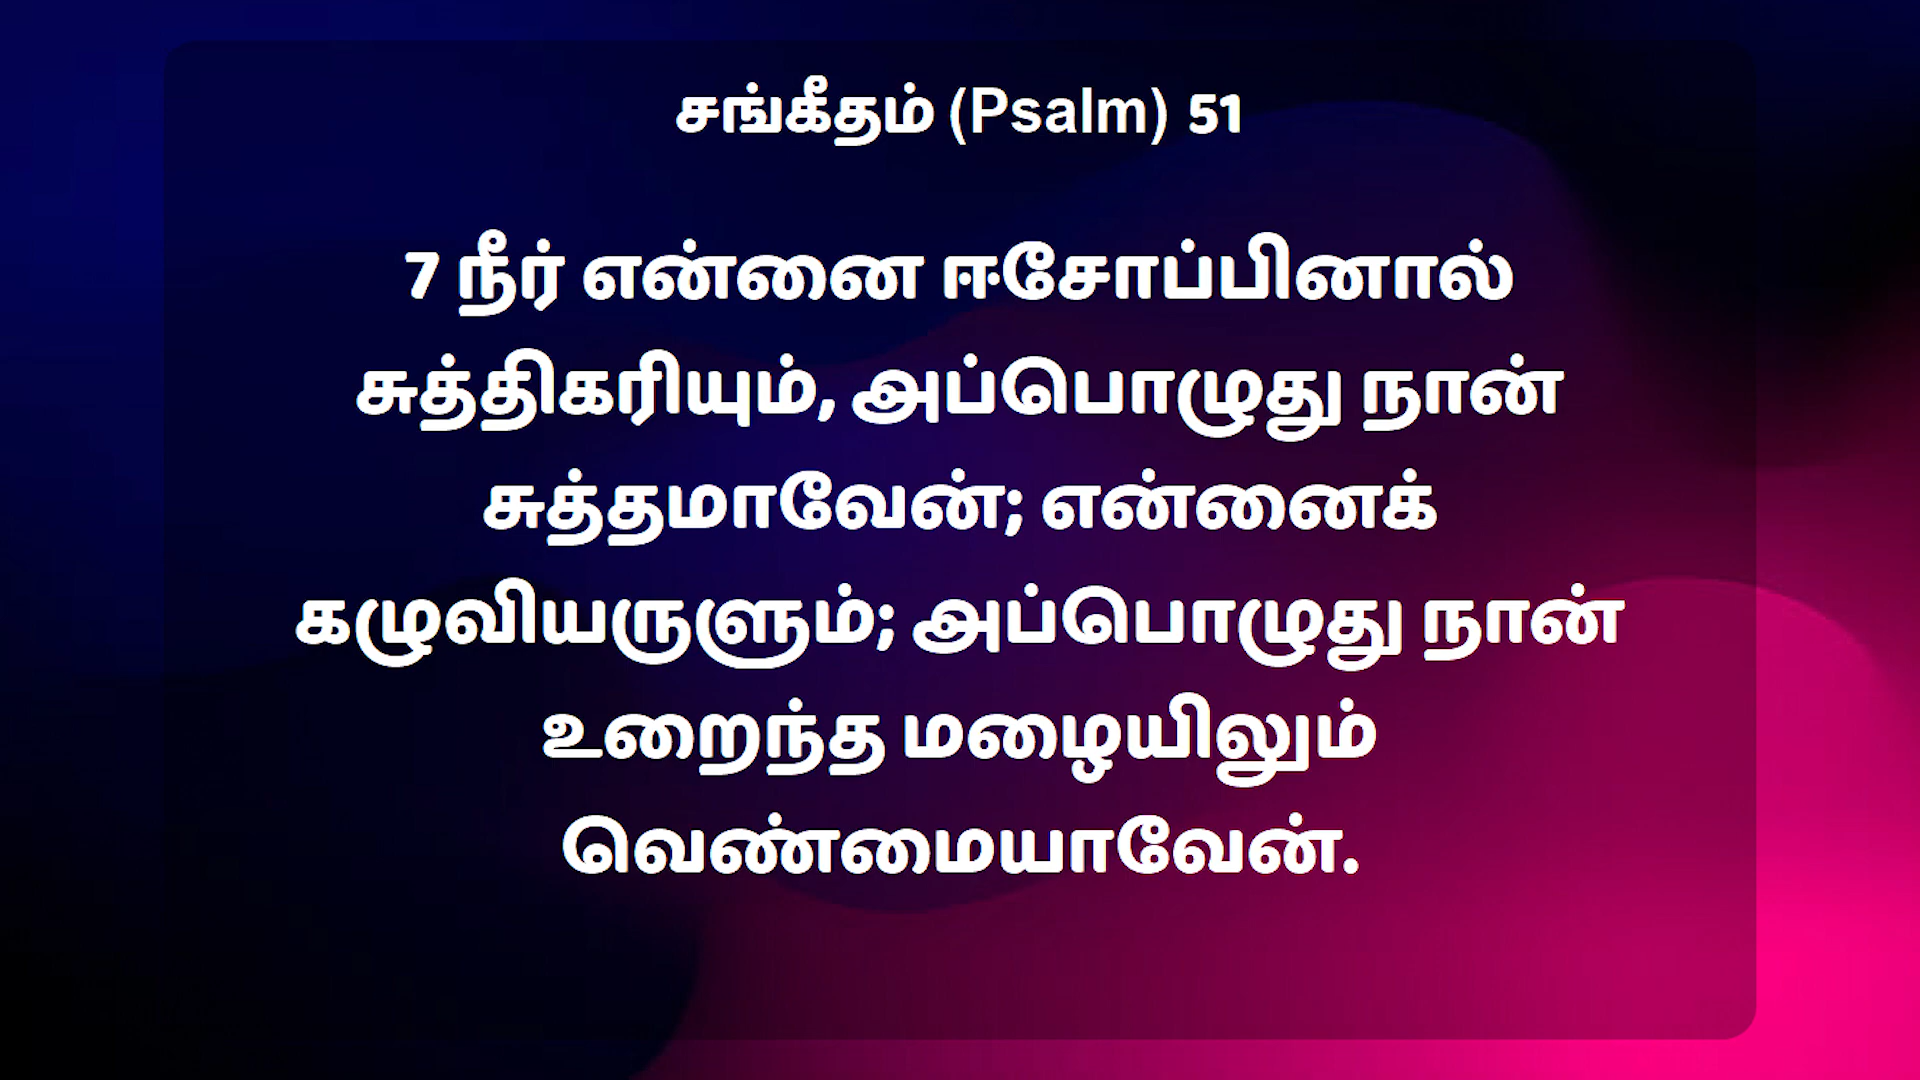 சங்கீதம் (Psalm) 51
7 நீர் என்னை ஈசோப்பினால்
சுத்திகரியும், அப்பொழுது நான்
சுத்தமாவேன்; என்னைக்
கழுவியருளும்; அப்பொழுது நான்
உறைந்த மழையிலும்
வெண்மையாவேன்.